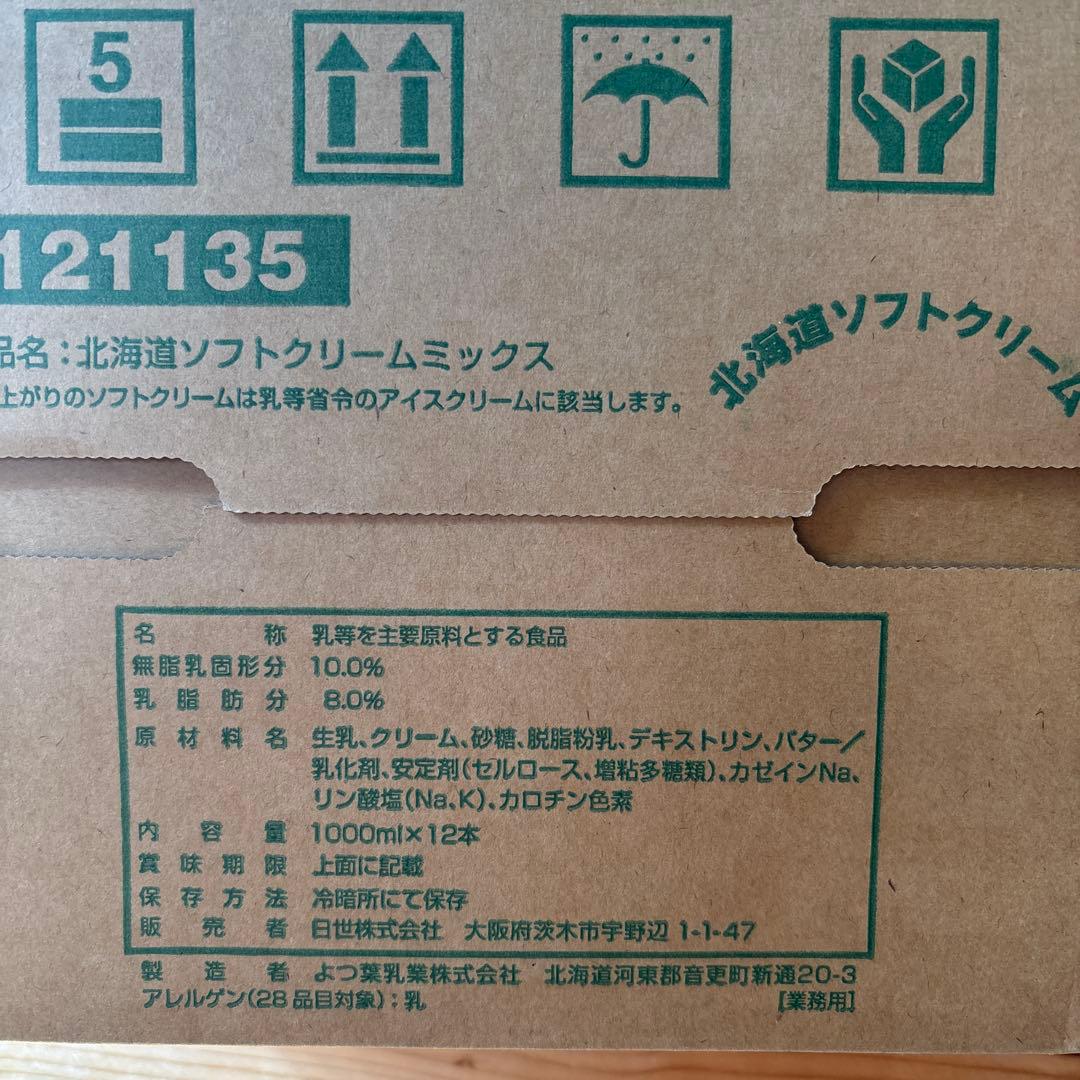 5
121135
品名：北海道ソフトクリームミックス
上がりのソフトクリームは乳等省令のアイスクリームに該当します。
北海道ソフトクリーム
名称 乳等を主要原料とする食品
無脂乳固形分 10.0%
乳脂肪分 8.0%
原材料名 生乳、クリーム、砂糖、脱脂粉乳、デキストリン、バター／
乳化剤、安定剤(セルロース、増粘多糖類)、カゼインNa、
リン酸塩(Na、K)、カロチン色素
内容量 1000ml×12本
賞味期限 上面に記載
保存方法 冷暗所にて保存
販売者 日世株式会社 大阪府茨木市宇野辺 1-1-47
製造者 よつ葉乳業株式会社 北海道河東郡音更町新通20-3
アレルゲン(28品目対象)：乳 [業務用]